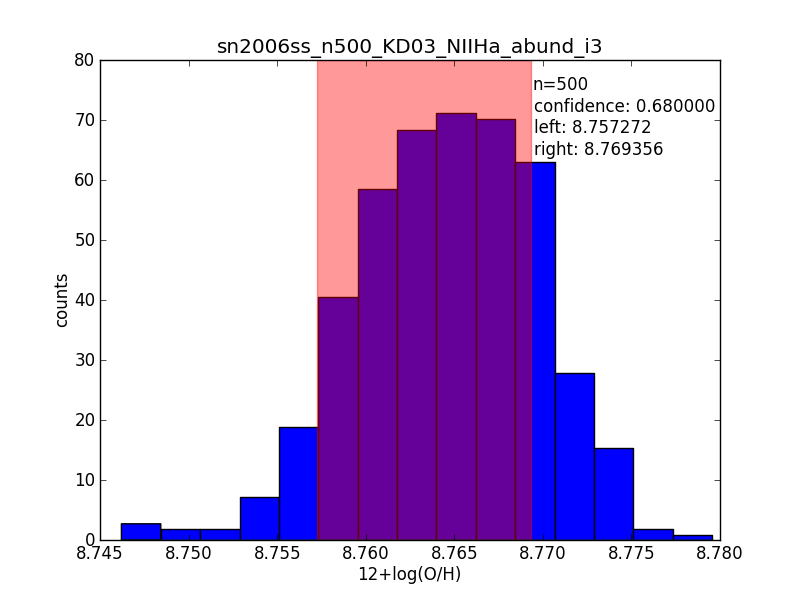 sn2006ss_n500_KD03_NIIHa_abund_i3
80
70
60
50
40
30
20
10
0
counts
n=500
confidence: 0.680000
left: 8.757272
right: 8.769356
8.745 8.750 8.755 8.760 8.765 8.770 8.775 8.780
12+log(O/H)